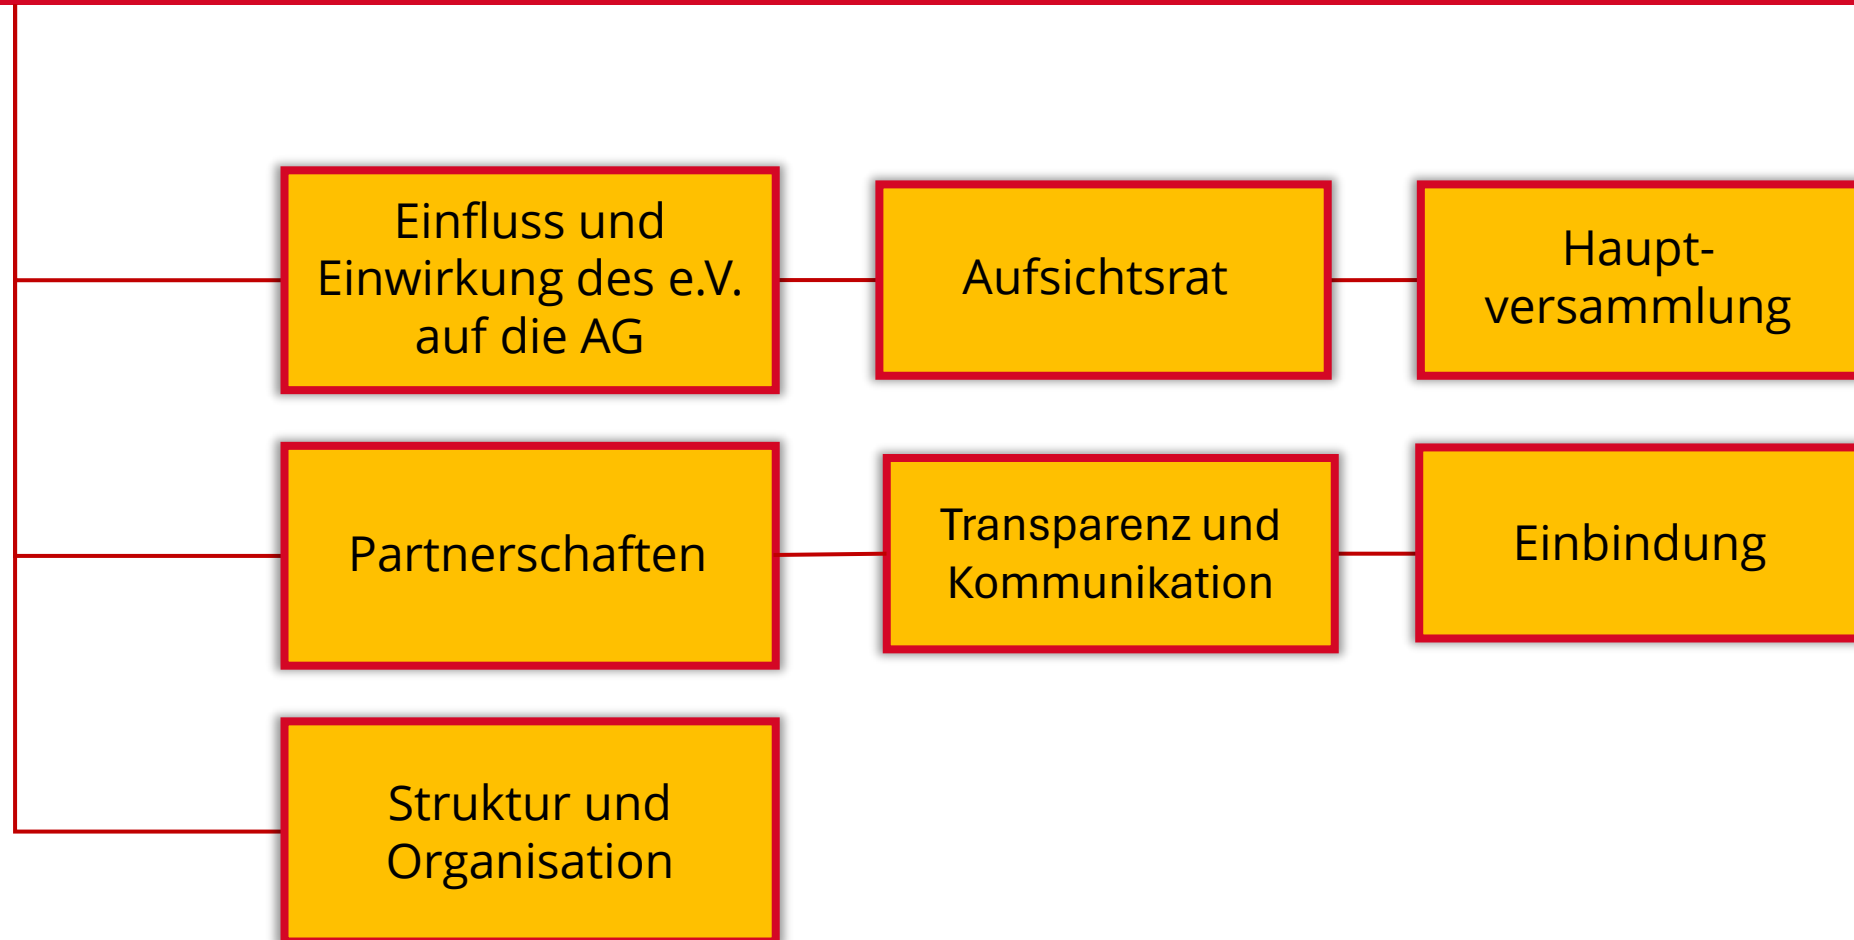 Einfluss und
Einwirkung des e.V.
auf die AG
Aufsichtsrat
Haupt-
versammlung
Partnerschaften
Transparenz und
Kommunikation
Einbindung
Struktur und
Organisation